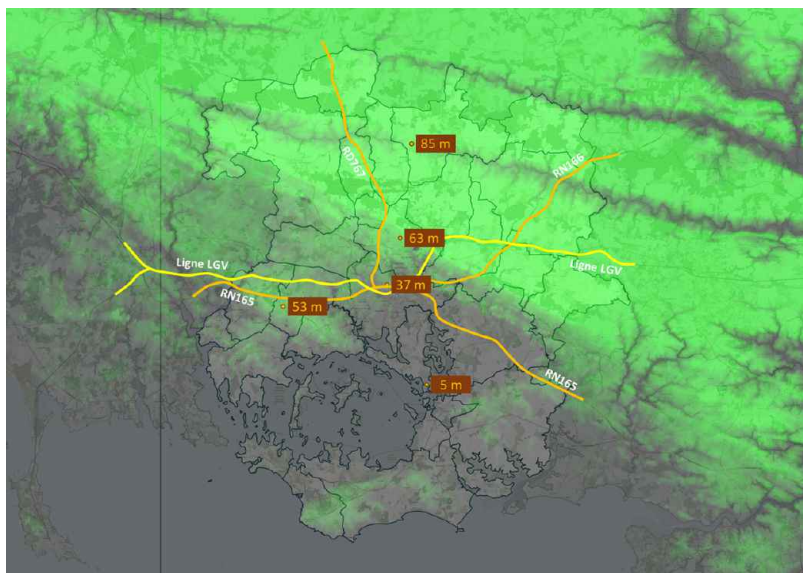 85 m
RD767
RN166
63 m
Ligne LGV
Ligne LGV
37 m
RN165
53 m
RN165
5 m